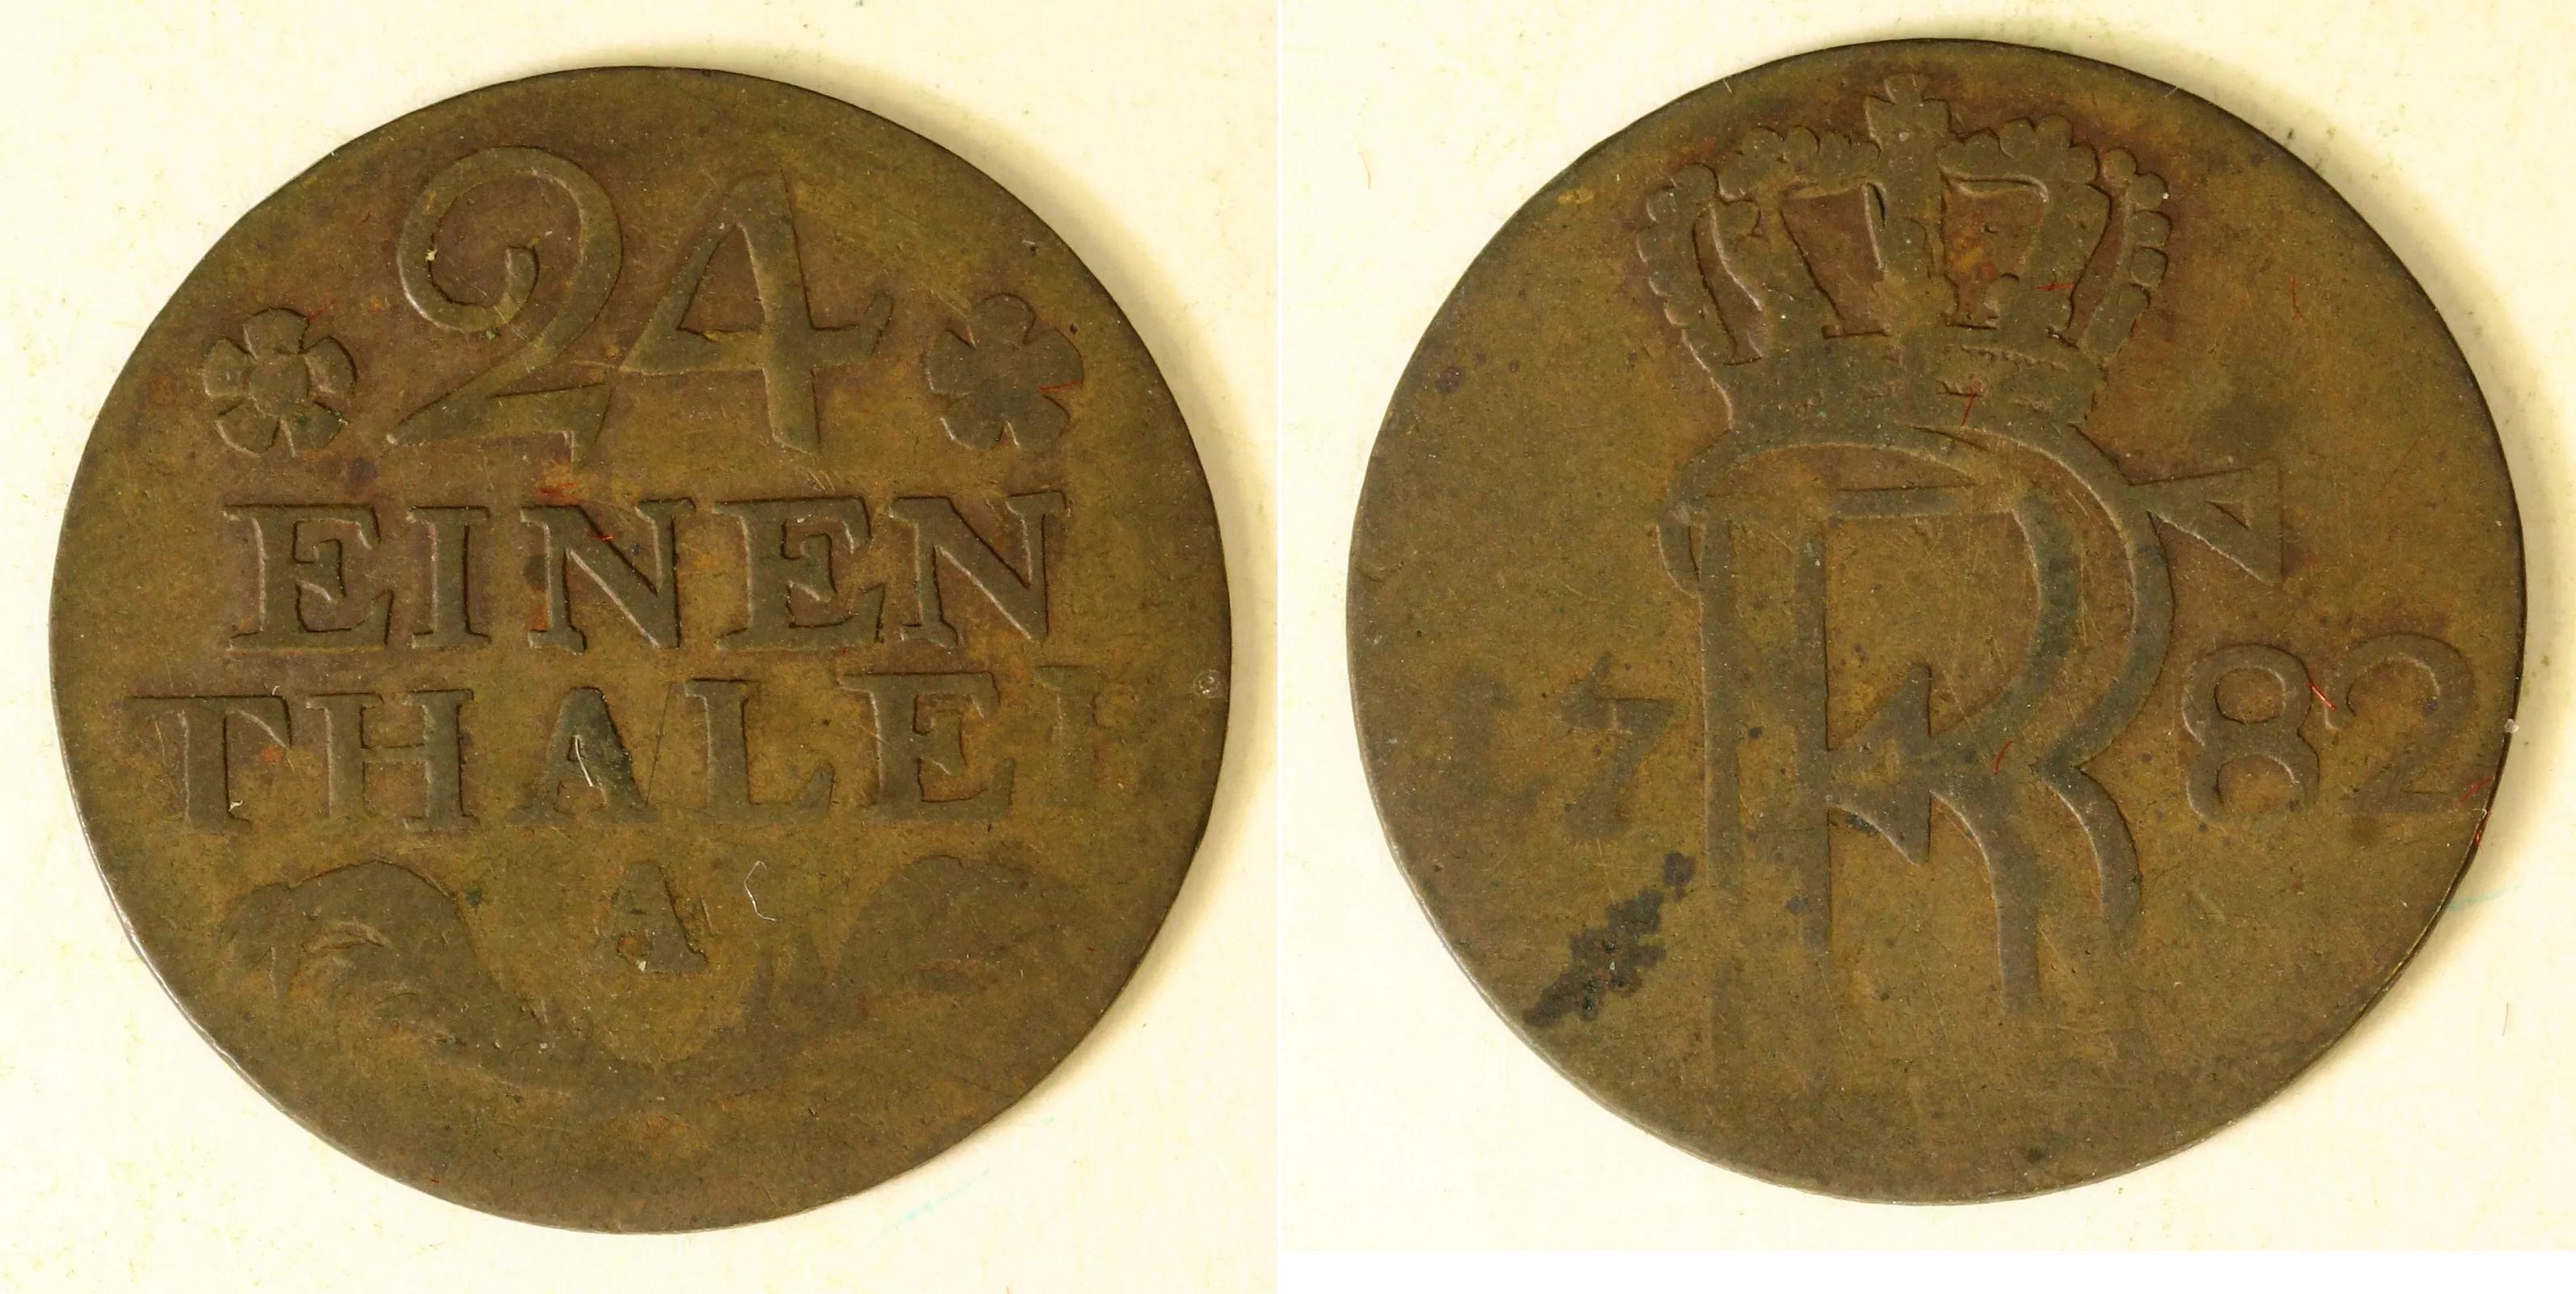 24
EINEN
THALER
A
FR
1782